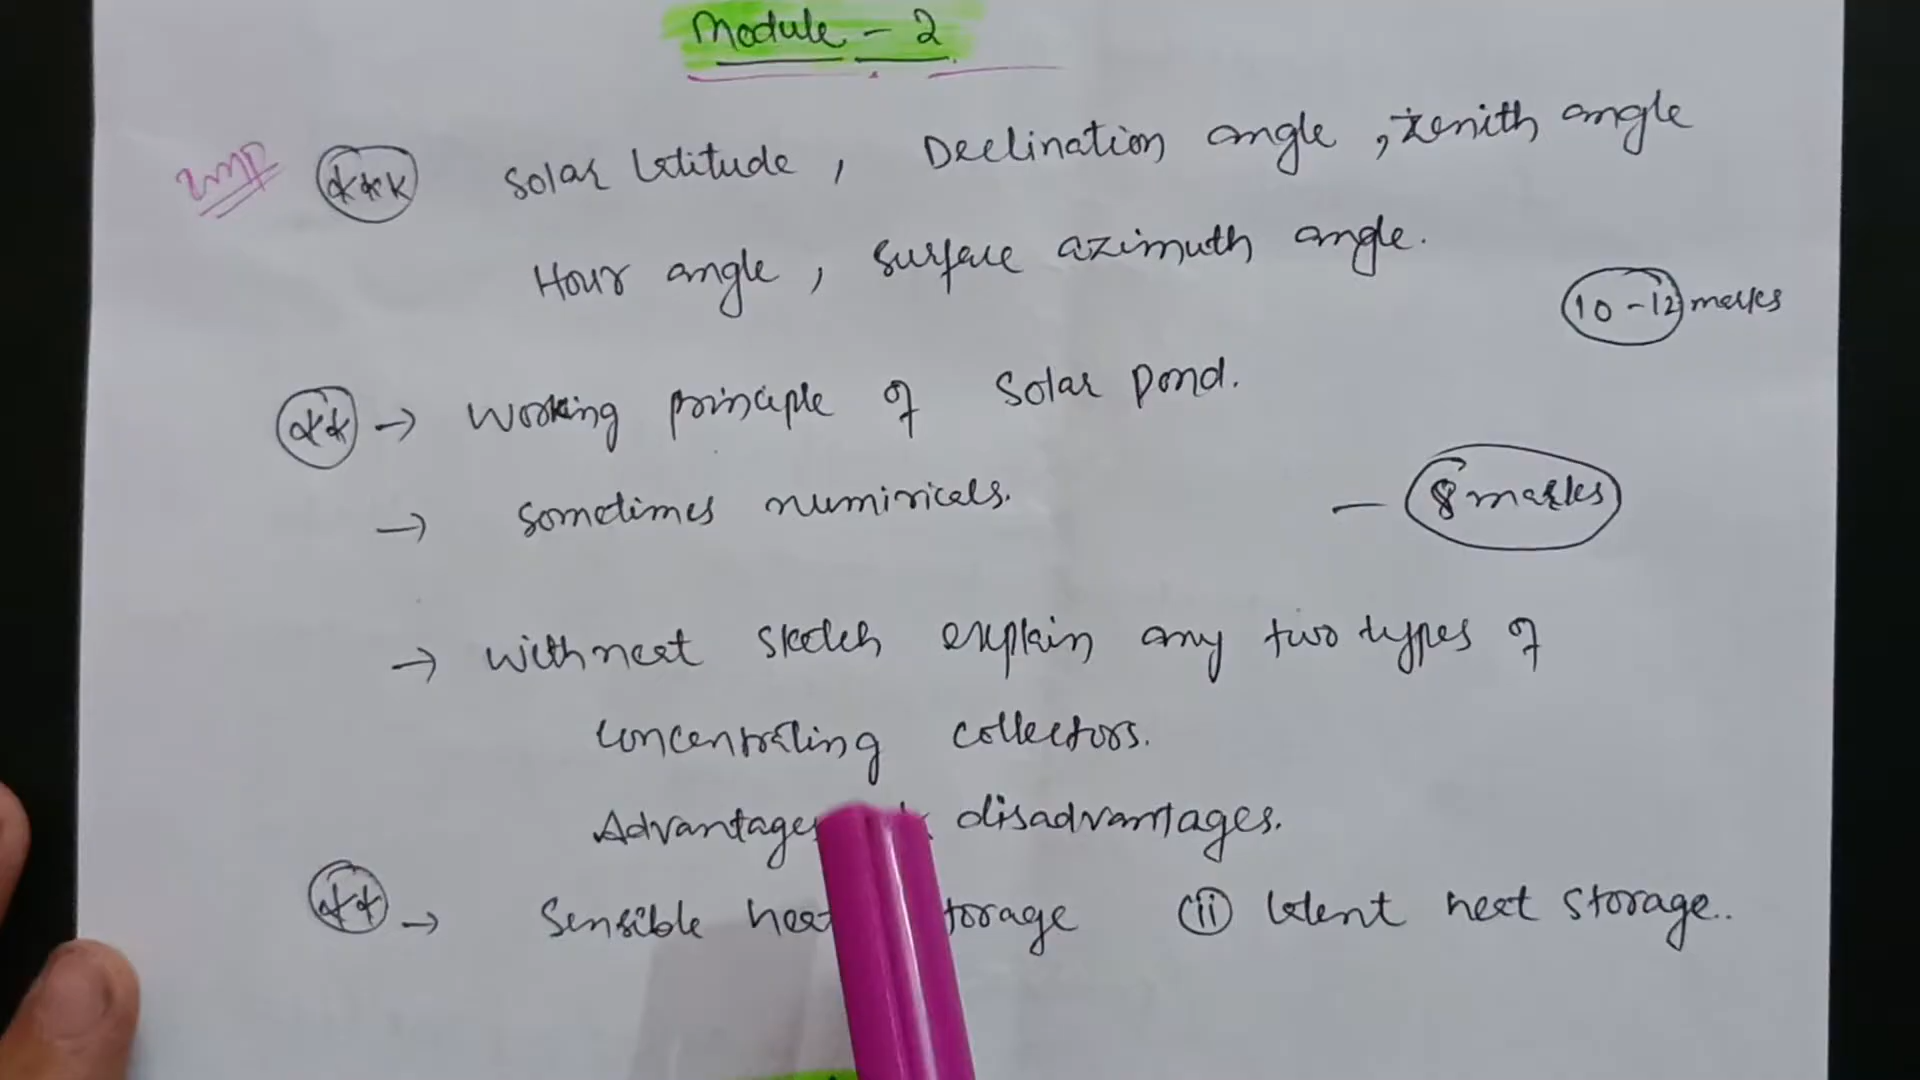 Module - 2
Imp *** Solar latitude, Declination angle, zenith angle
Hour angle, surface azimuth angle.
10 - 12 marks
** → Working principle of Solar Pond.
→ sometimes numiricals. - 8 marks
→ with neat sketch explain any two types of
concentrating collectors.
Advantages disadvantages.
** → Sensible heat storage (ii) latent heat storage..